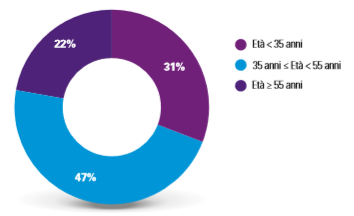 22%
31%
47%
Età < 35 anni
35 anni ≤ Età < 55 anni
Età ≥ 55 anni